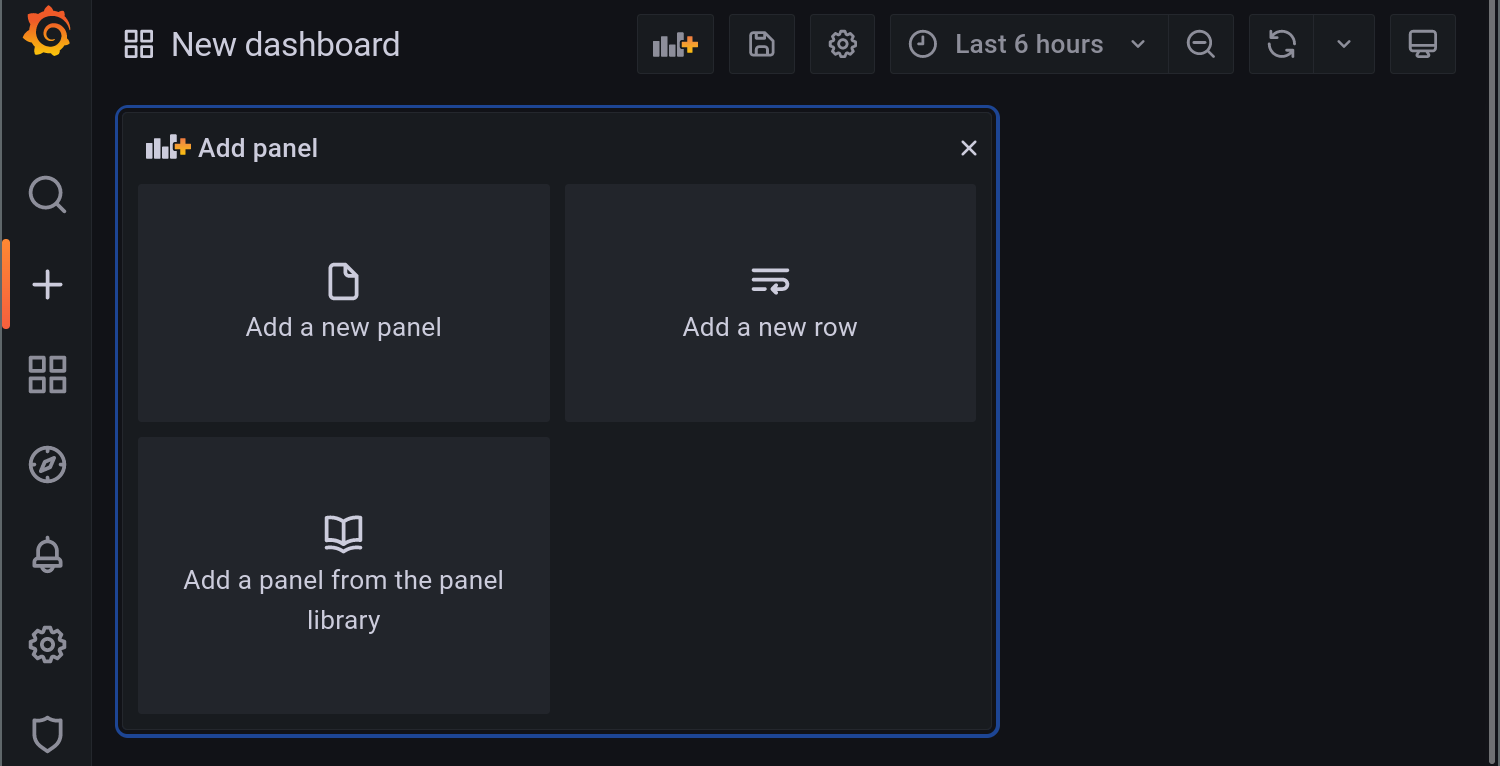 New dashboard
Last 6 hours
Add panel
Add a new panel
Add a new row
Add a panel from the panel
library